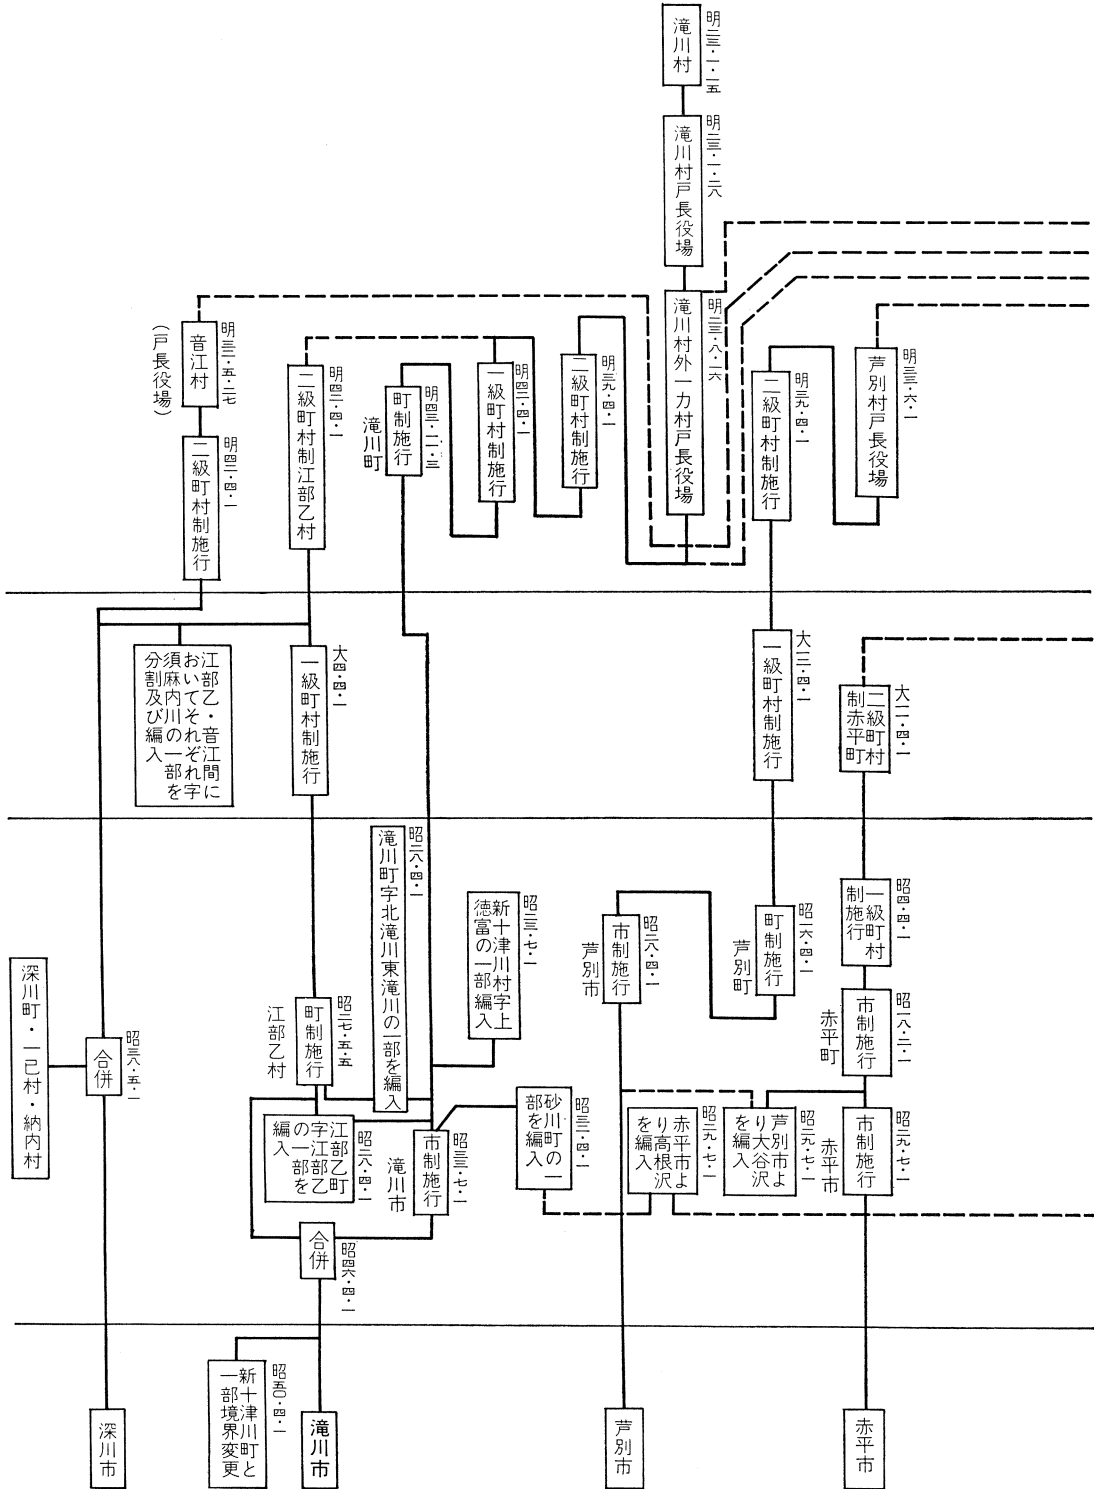 明二三・一・一五
滝川村
明二三・一・二八
滝川村戸長役場
明二三・八・一六
滝川村外一カ村戸長役場
明三三・六・一
芦別村戸長役場
明三九・四・一
二級町村制施行
明三九・四・一
二級町村制施行
明四二・四・一
一級町村制施行
明四三・一一・三
町制施行
滝川町
明四二・四・一
二級町村制江部乙村
明三三・五・二七
音江村
（戸長役場）
明四二・四・一
二級町村制施行
大一一・四・一
二級町村
制赤平町
大一二・四・一
一級町村制施行
大四・四・一
一級町村制施行
江部乙・音江間に
おいてそれぞれ字
須麻内川の一部を
分割及び編入
昭四・四・一
一級町村
制施行
昭一八・二・一
市制施行
赤平町
昭二九・七・一
市制施行
赤平市
昭一六・四・一
町制施行
芦別町
昭二九・七・一
芦別市よ
り大谷沢
を編入
昭二九・七・一
赤平市よ
り高根沢
を編入
昭二八・四・一
市制施行
芦別市
昭二三・七・一
新十津川村字上
徳富の一部編入
昭三二・四・一
砂川町の一
部を編入
昭二八・四・一
滝川町字北滝川東滝川の一部を編入
昭三三・七・一
市制施行
滝川市
昭二七・五・五
町制施行
江部乙村
昭二八・四・一
江部乙町
字江部乙
の一部を
編入
昭四六・四・一
合併
昭三八・五・一
合併
深川町・一已村・納内村
昭五〇・四・一
新十津川町と
一部境界変更
赤平市
芦別市
滝川市
深川市